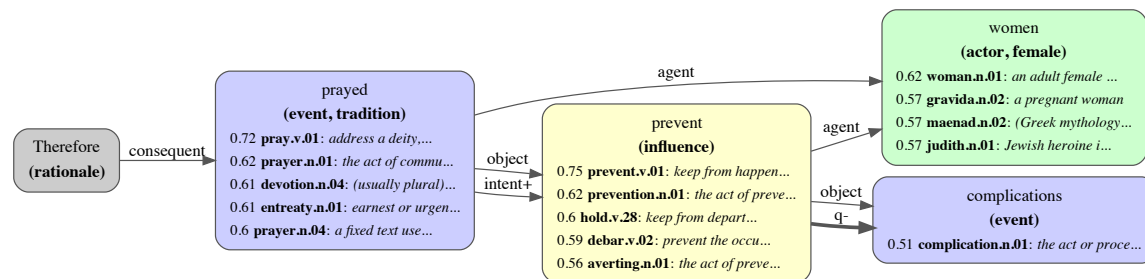 Therefore
(rationale)
consequent
prayed
(event, tradition)
0.72 pray.v.01: address a deity,...
0.62 prayer.n.01: the act of commu...
0.61 devotion.n.04: (usually plural)...
0.61 entreaty.n.01: earnest or urgen...
0.6 prayer.n.04: a fixed text use...
agent
object
intent+
prevent
(influence)
0.75 prevent.v.01: keep from happen...
0.62 prevention.n.01: the act of preve...
0.6 hold.v.28: keep from depart...
0.59 debar.v.02: prevent the occu...
0.56 averting.n.01: the act of preve...
agent
object
q-
women
(actor, female)
0.62 woman.n.01: an adult female ...
0.57 gravida.n.02: a pregnant woman
0.57 maenad.n.02: (Greek mythology...
0.57 judith.n.01: Jewish heroine i...
complications
(event)
0.51 complication.n.01: the act or proce...